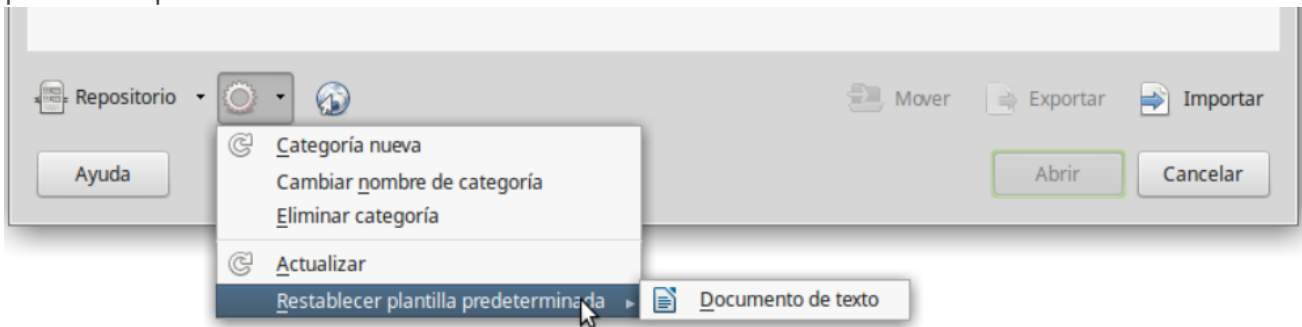 Repositorio
Mover
Exportar
Importar
Categoría nueva
Cambiar nombre de categoría
Eliminar categoría
Actualizar
Restablecer plantilla predeterminada
Documento de texto
Ayuda
Abrir
Cancelar